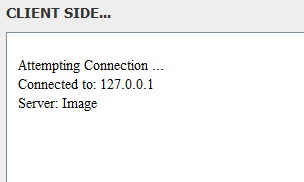 CLIENT SIDE...
Attempting Connection ...
Connected to: 127.0.0.1
Server: Image